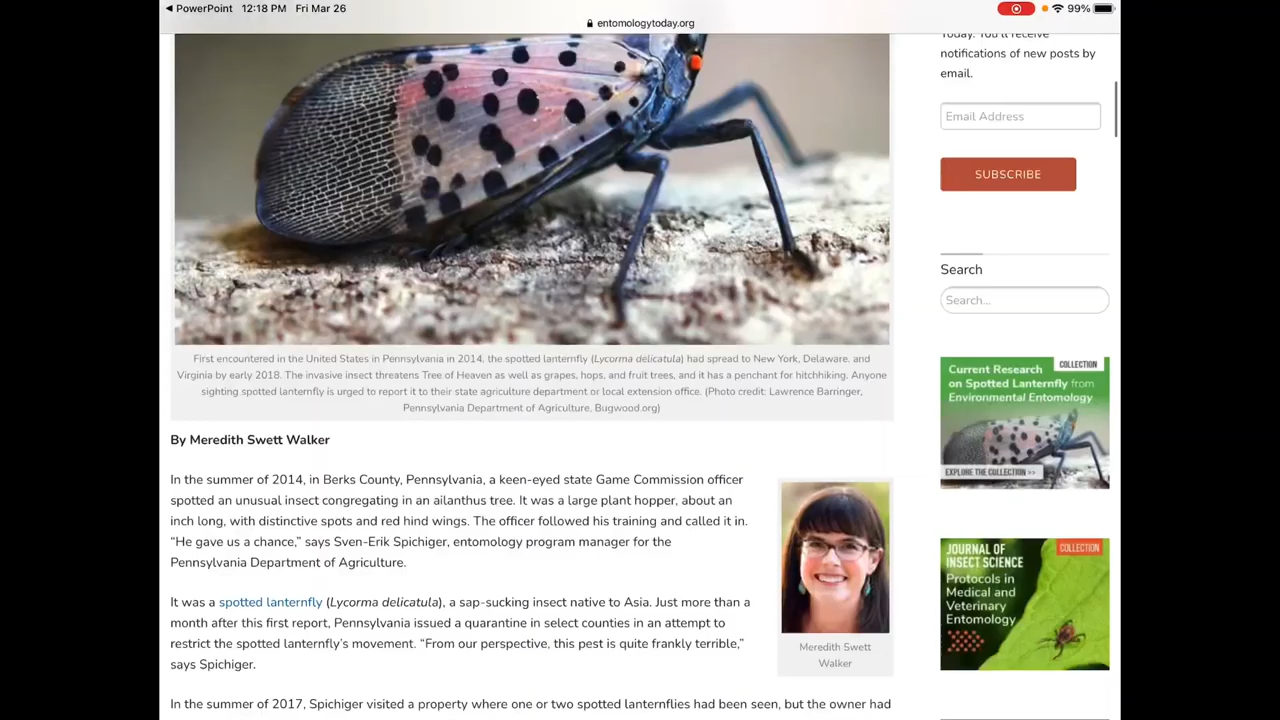 PowerPoint 12:18 PM Fri Mar 26
99%
entomologytoday.org
Today. You'll receive
notifications of new posts by
email.
Email Address
SUBSCRIBE
Search
Search...
COLLECTION
Current Research
on Spotted Lanternfly from
Environmental Entomology
EXPLORE THE COLLECTION >>
JOURNAL OF
INSECT SCIENCE
COLLECTION
Protocols in
Medical and
Veterinary
Entomology
First encountered in the United States in Pennsylvania in 2014, the spotted lanternfly (Lycorma delicatula) had spread to New York, Delaware, and
Virginia by early 2018. The invasive insect threatens Tree of Heaven as well as grapes, hops, and fruit trees, and it has a penchant for hitchhiking. Anyone
sighting spotted lanternfly is urged to report it to their state agriculture department or local extension office. (Photo credit: Lawrence Barringer,
Pennsylvania Department of Agriculture, Bugwood.org)
By Meredith Swett Walker
In the summer of 2014, in Berks County, Pennsylvania, a keen-eyed state Game Commission officer
spotted an unusual insect congregating in an ailanthus tree. It was a large plant hopper, about an
inch long, with distinctive spots and red hind wings. The officer followed his training and called it in.
“He gave us a chance,” says Sven-Erik Spichiger, entomology program manager for the
Pennsylvania Department of Agriculture.
It was a spotted lanternfly (Lycorma delicatula), a sap-sucking insect native to Asia. Just more than a
month after this first report, Pennsylvania issued a quarantine in select counties in an attempt to
restrict the spotted lanternfly’s movement. “From our perspective, this pest is quite frankly terrible,”
says Spichiger.
Meredith Swett
Walker
In the summer of 2017, Spichiger visited a property where one or two spotted lanternflies had been seen, but the owner had